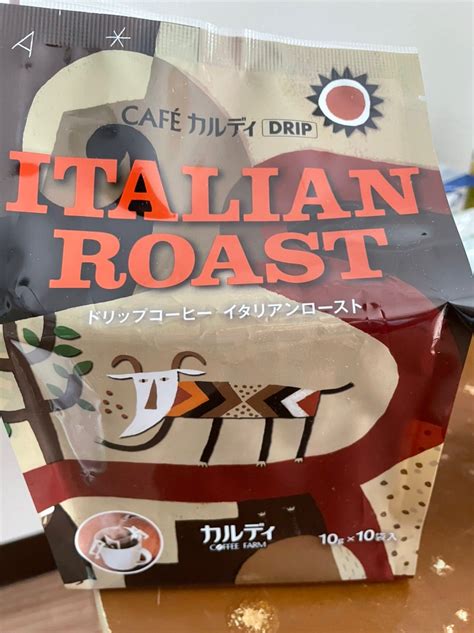 CAFÉ カルディ DRIP
ITALIAN
ROAST
ドリップコーヒー イタリアンロースト
カルディ
COFFEE FARM
10g×10袋入